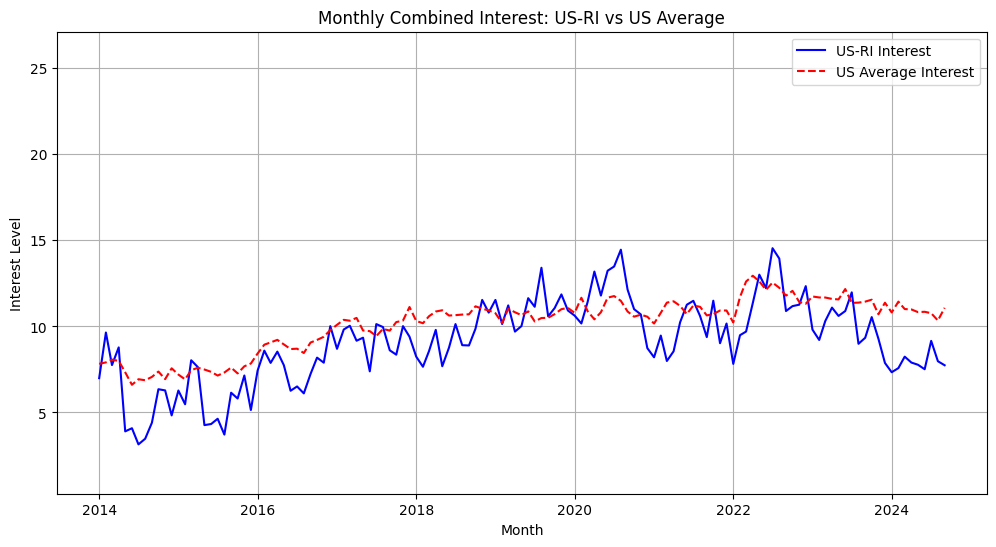 Monthly Combined Interest: US-RI vs US Average
US-RI Interest
US Average Interest
25
20
15
10
5
Interest Level
2014
2016
2018
2020
2022
2024
Month